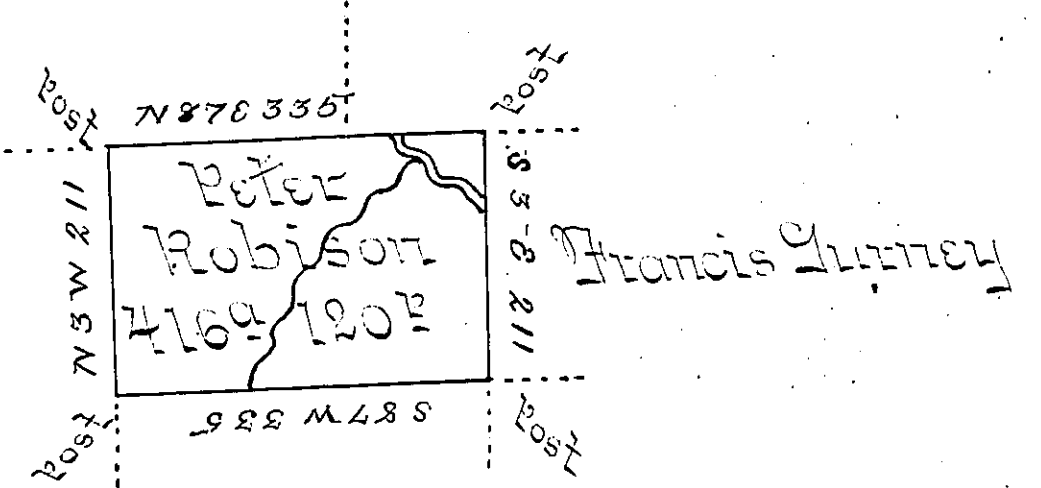 Post
N 87 E 335
Post
Peter
Robison
416a 120p
N 3 W 211
S 3 E 211
Francis Gurney
S 87 W 335
Post
Post